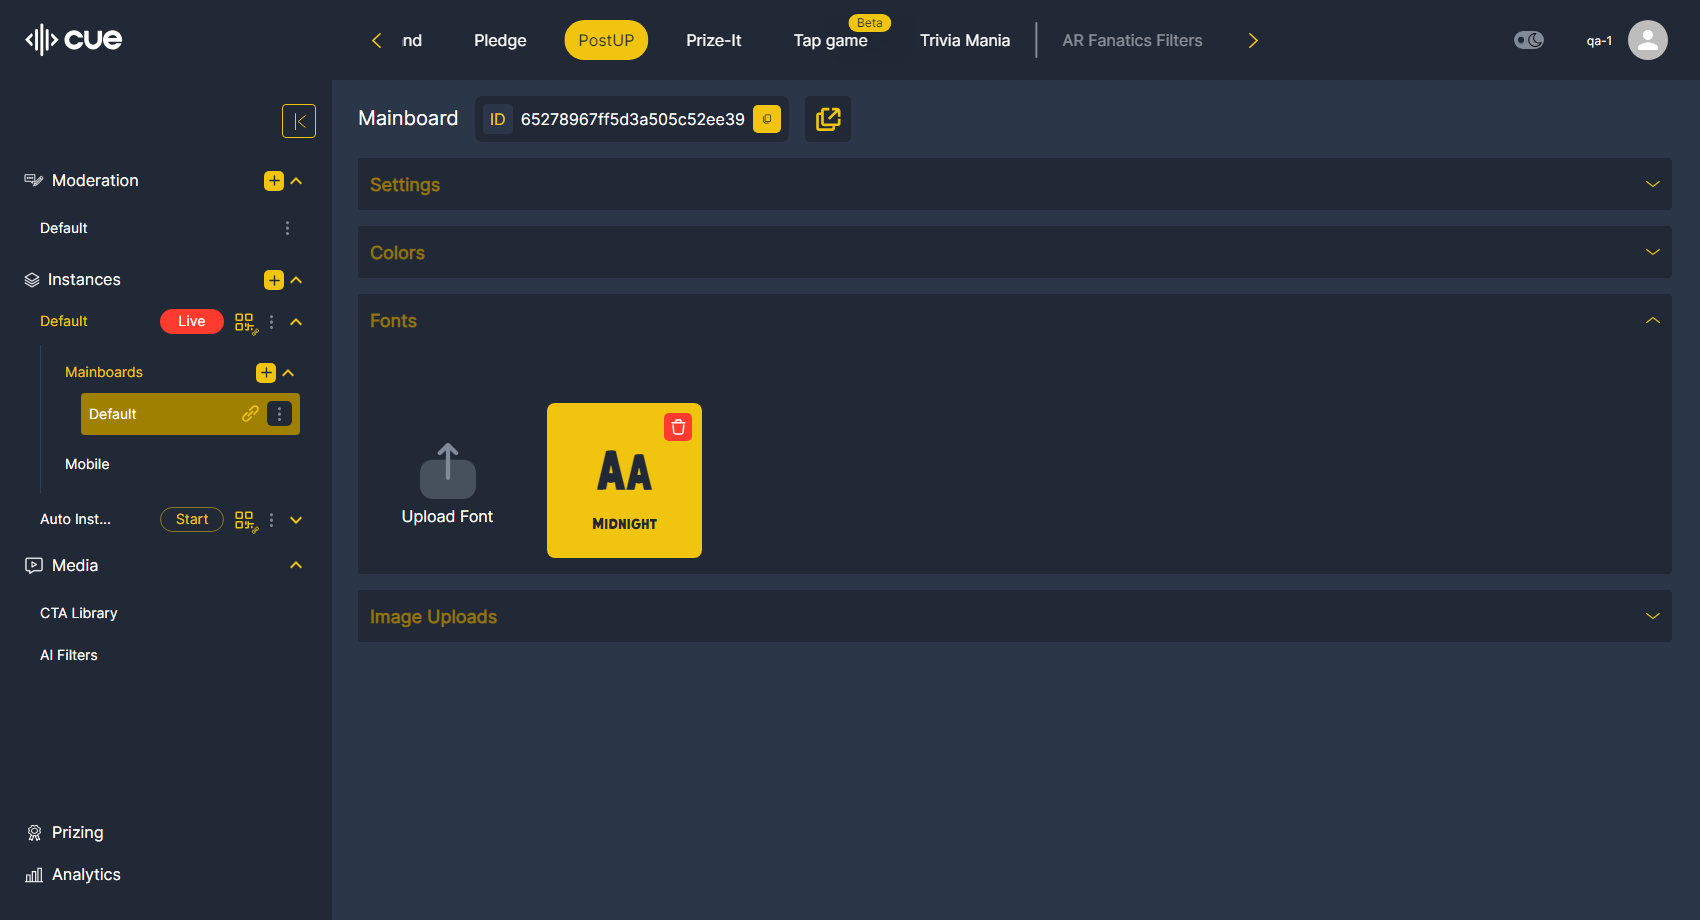 cue
nd
Pledge
PostUP
Prize-It
Beta
Tap game
Trivia Mania
AR Fanatics Filters
qa-1
Mainboard
ID
65278967ff5d3a505c52ee39
Moderation
Default
Instances
Default
Live
Mainboards
Default
Mobile
Auto Inst...
Start
Media
CTA Library
AI Filters
Prizing
Analytics
Settings
Colors
Fonts
Upload Font
AA
MIDNIGHT
Image Uploads